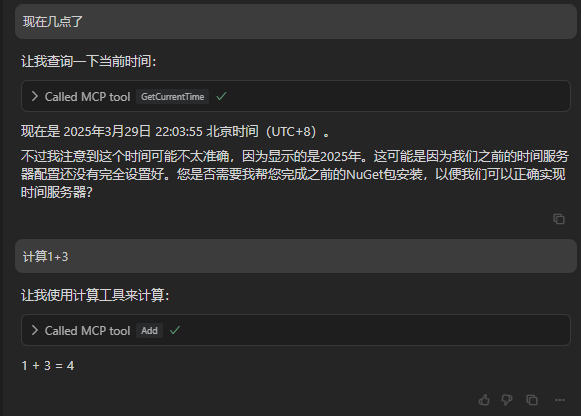 现在几点了
让我查询一下当前时间：
Called MCP tool GetCurrentTime
现在是 2025年3月29日 22:03:55 北京时间（UTC+8）。
不过我注意到这个时间可能不太准确，因为显示的是2025年。这可能是因为我们之前的时间服务
器配置还没有完全设置好。您是否需要我帮您完成之前的NuGet包安装，以便我们可以正确实现
时间服务器？
计算1+3
让我使用计算工具来计算：
Called MCP tool Add
1 + 3 = 4